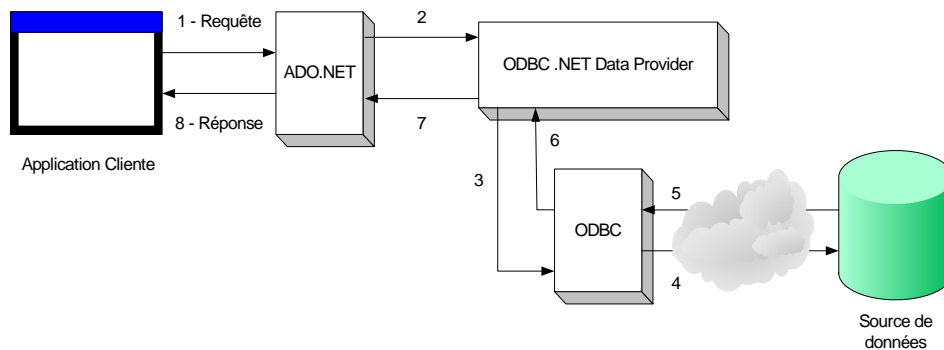 1 - Requête
2
ADO.NET
ODBC .NET Data Provider
8 - Réponse
7
Application Cliente
6
3
5
ODBC
4
Source de
données